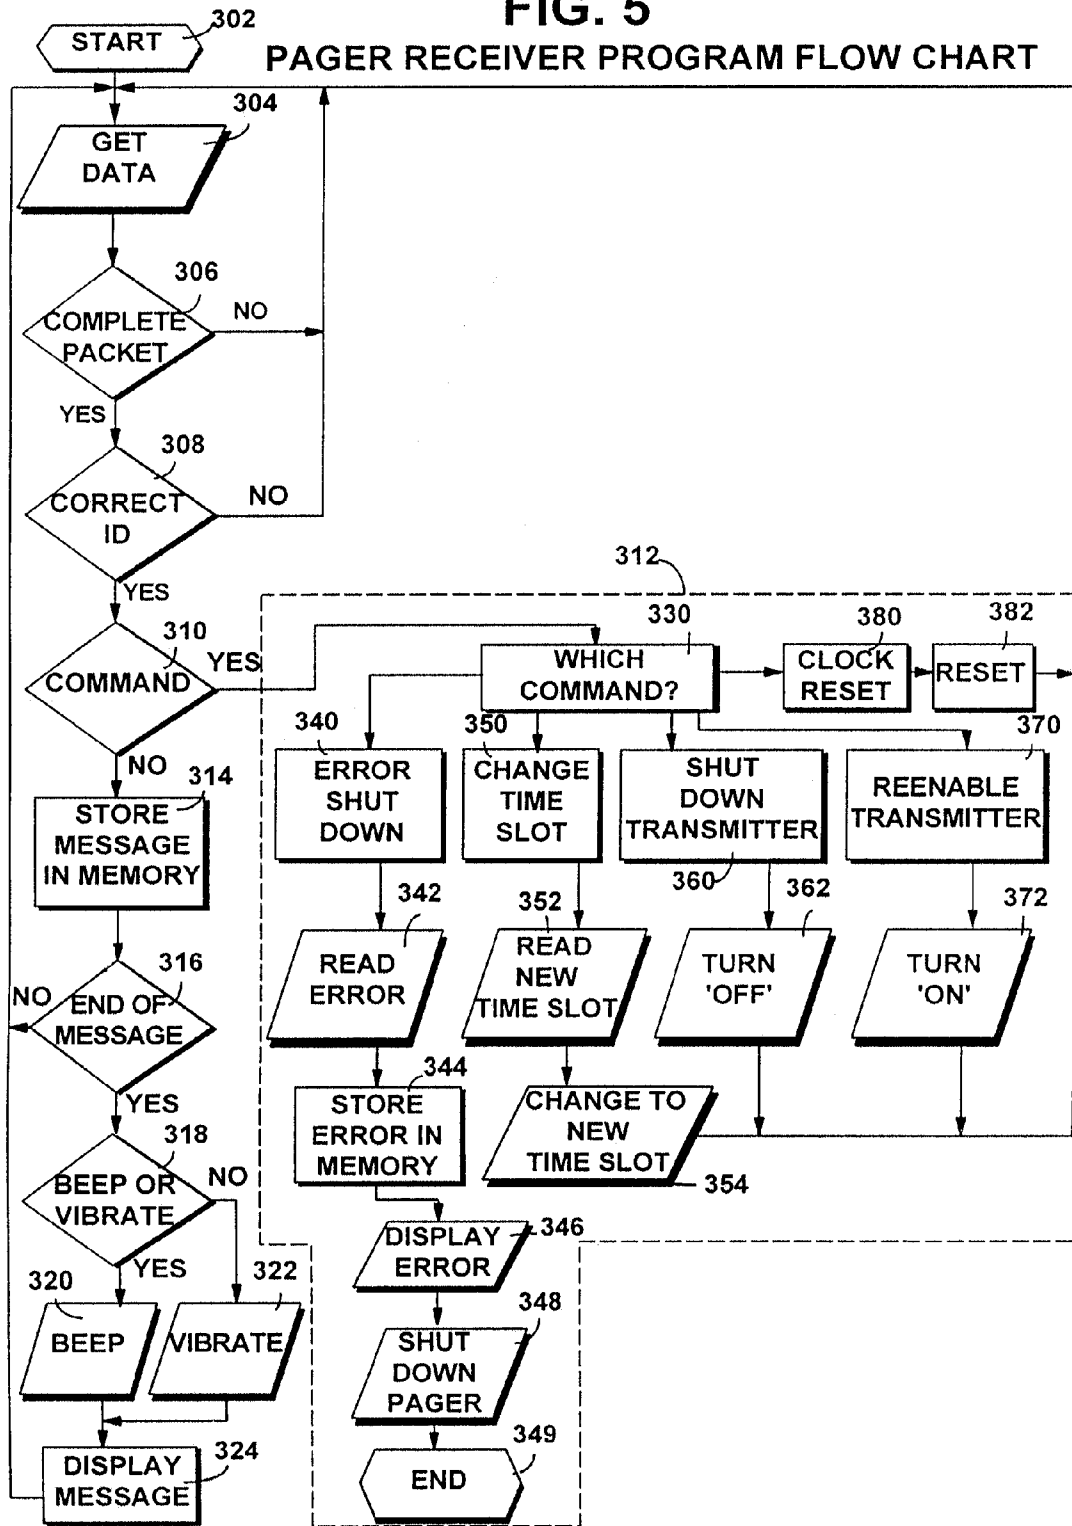 FIG. 5
PAGER RECEIVER PROGRAM FLOW CHART
302
START
304
GET
DATA
306
COMPLETE
PACKET
NO
YES
308
CORRECT
ID
NO
YES
310
COMMAND
YES
NO
314
STORE
MESSAGE
IN MEMORY
316
NO
END OF
MESSAGE
YES
318
BEEP OR
VIBRATE
NO
YES
320
BEEP
322
VIBRATE
324
DISPLAY
MESSAGE
312
330
WHICH
COMMAND?
380
CLOCK
RESET
382
RESET
340
ERROR
SHUT
DOWN
342
READ
ERROR
344
STORE
ERROR IN
MEMORY
346
DISPLAY
ERROR
348
SHUT
DOWN
PAGER
349
END
350
CHANGE
TIME
SLOT
352
READ
NEW
TIME SLOT
CHANGE TO
NEW
TIME SLOT
354
SHUT
DOWN
TRANSMITTER
360
362
TURN
'OFF'
370
REENABLE
TRANSMITTER
372
TURN
'ON'